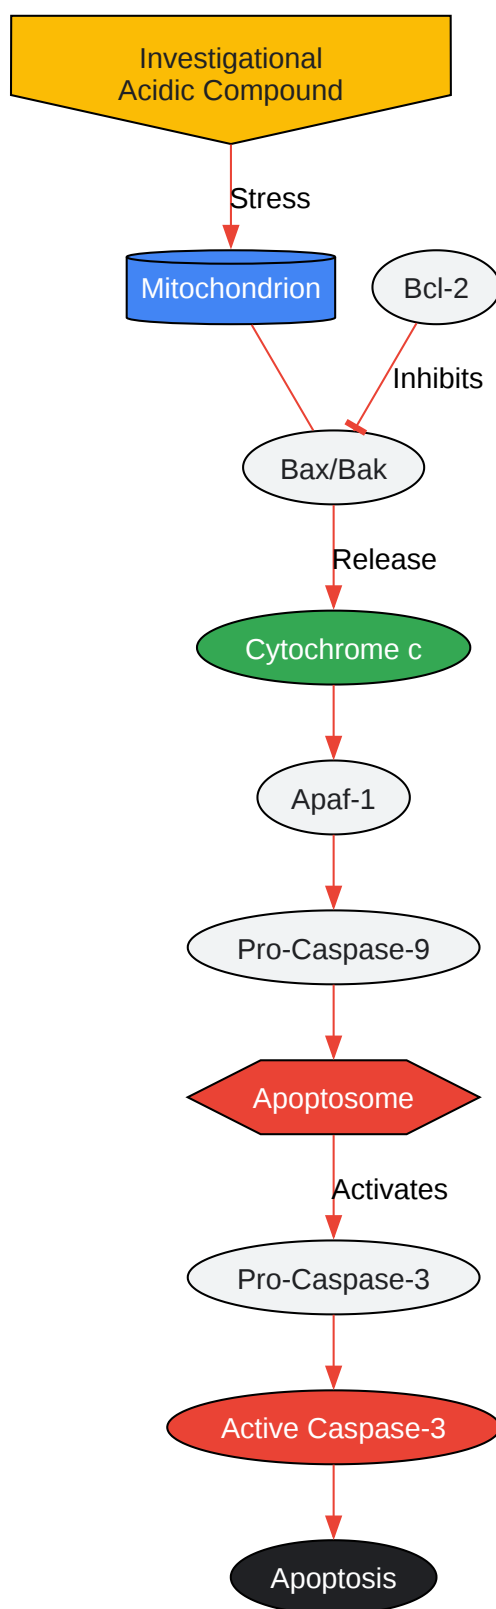 Investigational
Acidic Compound
Stress
Mitochondrion
Bcl-2
Inhibits
Bax/Bak
Release
Cytochrome c
Apaf-1
Pro-Caspase-9
Apoptosome
Activates
Pro-Caspase-3
Active Caspase-3
Apoptosis